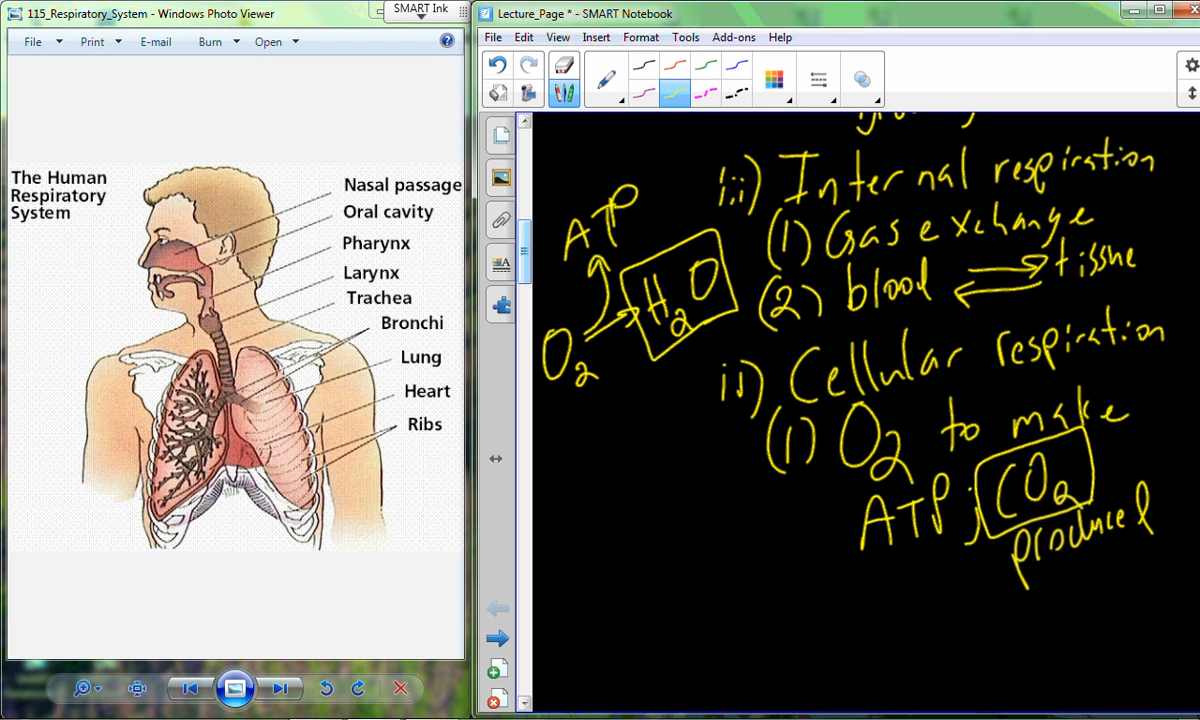 115_Respiratory_System - Windows Photo Viewer
SMART Ink
File Print E-mail Burn Open
The Human
Respiratory
System
Nasal passage
Oral cavity
Pharynx
Larynx
Trachea
Bronchi
Lung
Heart
Ribs
Lecture_Page * - SMART Notebook
File Edit View Insert Format Tools Add-ons Help
Internal respiration
(1) Gas exchange
(2) blood tissue
ATP
O2 H2O
Cellular respiration
(1) O2 to make
ATP; CO2
produced